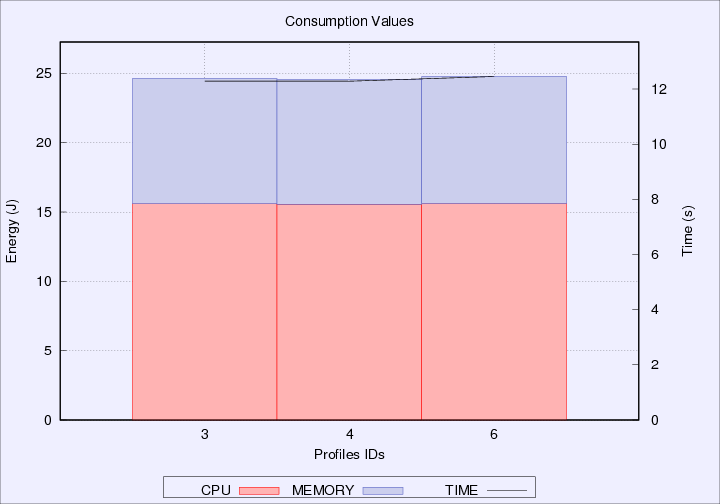 Consumption Values
25
20
15
10
5
0
Energy (J)
12
10
8
6
4
2
0
Time (s)
3 4 6
Profiles IDs
CPU MEMORY TIME